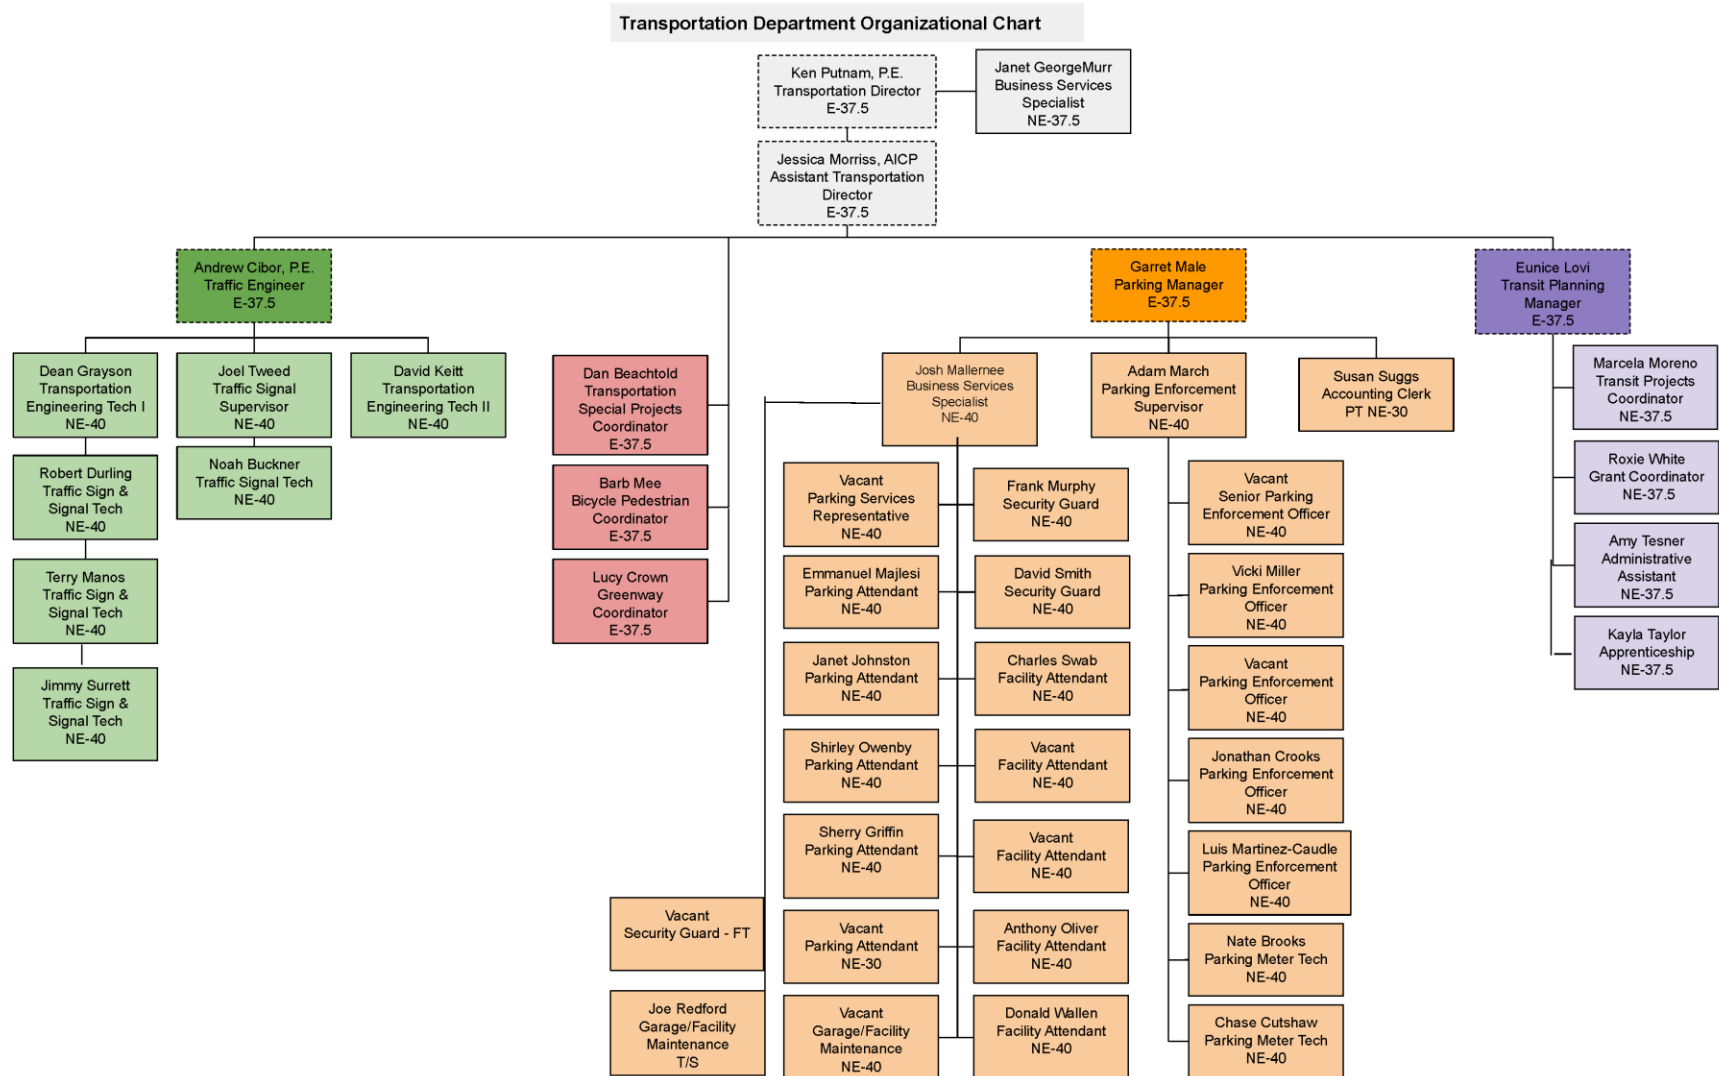 Transportation Department Organizational Chart
Ken Putnam, P.E.
Transportation Director
E-37.5
Janet GeorgeMurr
Business Services
Specialist
NE-37.5
Jessica Morriss, AICP
Assistant Transportation
Director
E-37.5
Andrew Cibor, P.E.
Traffic Engineer
E-37.5
Garret Male
Parking Manager
E-37.5
Eunice Lovi
Transit Planning
Manager
E-37.5
Dean Grayson
Transportation
Engineering Tech I
NE-40
Joel Tweed
Traffic Signal
Supervisor
NE-40
David Keitt
Transportation
Engineering Tech II
NE-40
Robert Durling
Traffic Sign &
Signal Tech
NE-40
Noah Buckner
Traffic Signal Tech
NE-40
Terry Manos
Traffic Sign &
Signal Tech
NE-40
Jimmy Surrett
Traffic Sign &
Signal Tech
NE-40
Dan Beachtold
Transportation
Special Projects
Coordinator
E-37.5
Barb Mee
Bicycle Pedestrian
Coordinator
E-37.5
Lucy Crown
Greenway
Coordinator
E-37.5
Josh Mallernee
Business Services
Specialist
NE-40
Adam March
Parking Enforcement
Supervisor
NE-40
Susan Suggs
Accounting Clerk
PT NE-30
Vacant
Parking Services
Representative
NE-40
Frank Murphy
Security Guard
NE-40
Emmanuel Majlesi
Parking Attendant
NE-40
David Smith
Security Guard
NE-40
Janet Johnston
Parking Attendant
NE-40
Charles Swab
Facility Attendant
NE-40
Shirley Owenby
Parking Attendant
NE-40
Vacant
Facility Attendant
NE-40
Sherry Griffin
Parking Attendant
NE-40
Vacant
Facility Attendant
NE-40
Vacant
Security Guard - FT
Vacant
Parking Attendant
NE-30
Anthony Oliver
Facility Attendant
NE-40
Joe Redford
Garage/Facility
Maintenance
T/S
Vacant
Garage/Facility
Maintenance
NE-40
Donald Wallen
Facility Attendant
NE-40
Vacant
Senior Parking
Enforcement Officer
NE-40
Vicki Miller
Parking Enforcement
Officer
NE-40
Vacant
Parking Enforcement
Officer
NE-40
Jonathan Crooks
Parking Enforcement
Officer
NE-40
Luis Martinez-Caudle
Parking Enforcement
Officer
NE-40
Nate Brooks
Parking Meter Tech
NE-40
Chase Cutshaw
Parking Meter Tech
NE-40
Marcela Moreno
Transit Projects
Coordinator
NE-37.5
Roxie White
Grant Coordinator
NE-37.5
Amy Tesner
Administrative
Assistant
NE-37.5
Kayla Taylor
Apprenticeship
NE-37.5